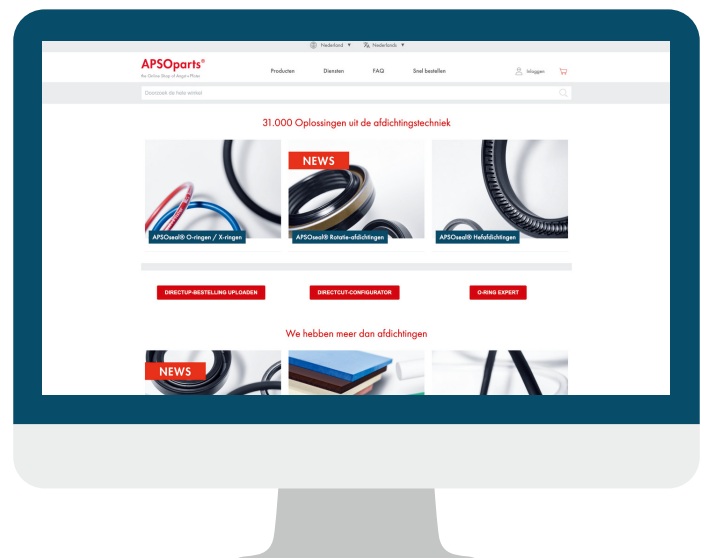 Nederland
Nederlands
APSOparts®
the Online Shop of Angst+Pfister
Producten
Diensten
FAQ
Snel bestellen
Inloggen
Doorzoek de hele winkel
31.000 Oplossingen uit de afdichtingstechniek
NEWS
APSOseal® O-ringen / X-ringen
APSOseal® Rotatie-afdichtingen
APSOseal® Hefafdichtingen
DIRECTUP-BESTELLING UPLOADEN
DIRECTCUT-CONFIGURATOR
O-RING EXPERT
We hebben meer dan afdichtingen
NEWS